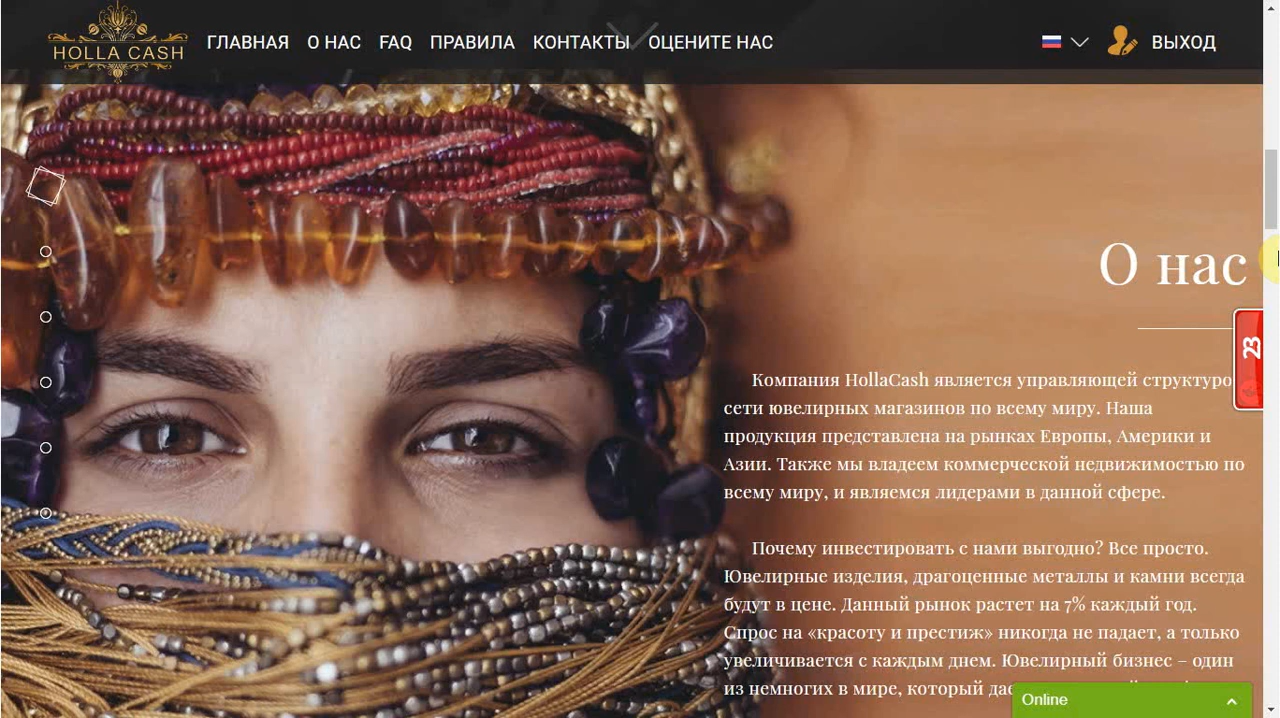 HOLLA CASH
ГЛАВНАЯ О НАС FAQ ПРАВИЛА КОНТАКТЫ ОЦЕНИТЕ НАС
ВЫХОД
О нас
23
Компания HollaCash является управляющей структуро
сети ювелирных магазинов по всему миру. Наша
продукция представлена на рынках Европы, Америки и
Азии. Также мы владеем коммерческой недвижимостью по
всему миру, и являемся лидерами в данной сфере.
Почему инвестировать с нами выгодно? Все просто.
Ювелирные изделия, драгоценные металлы и камни всегда
будут в цене. Данный рынок растет на 7% каждый год.
Спрос на «красоту и престиж» никогда не падает, а только
увеличивается с каждым днем. Ювелирный бизнес – один
из немногих в мире, который
Online